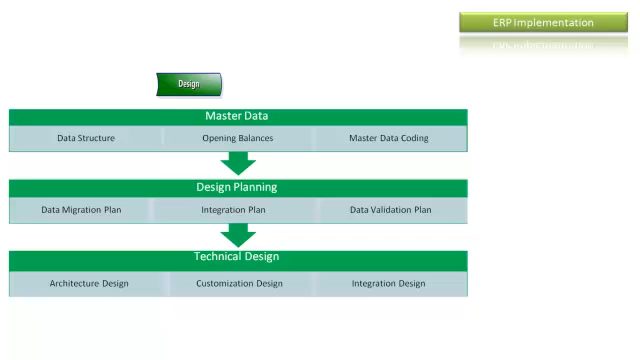 ERP Implementation
Design
Master Data
Data Structure Opening Balances Master Data Coding
Design Planning
Data Migration Plan Integration Plan Data Validation Plan
Technical Design
Architecture Design Customization Design Integration Design